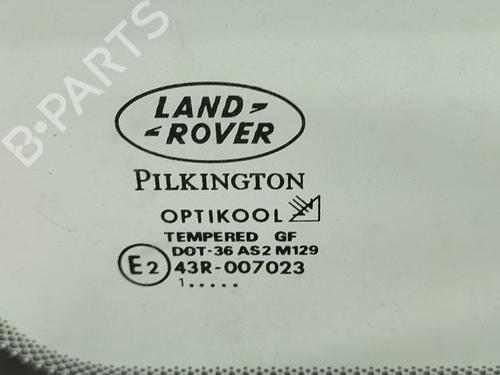 B-PARTS
LAND
ROVER
PILKINGTON
OPTIKOOL
TEMPERED GF
DOT-36 AS2 M129
E2 43R-007023
1.....